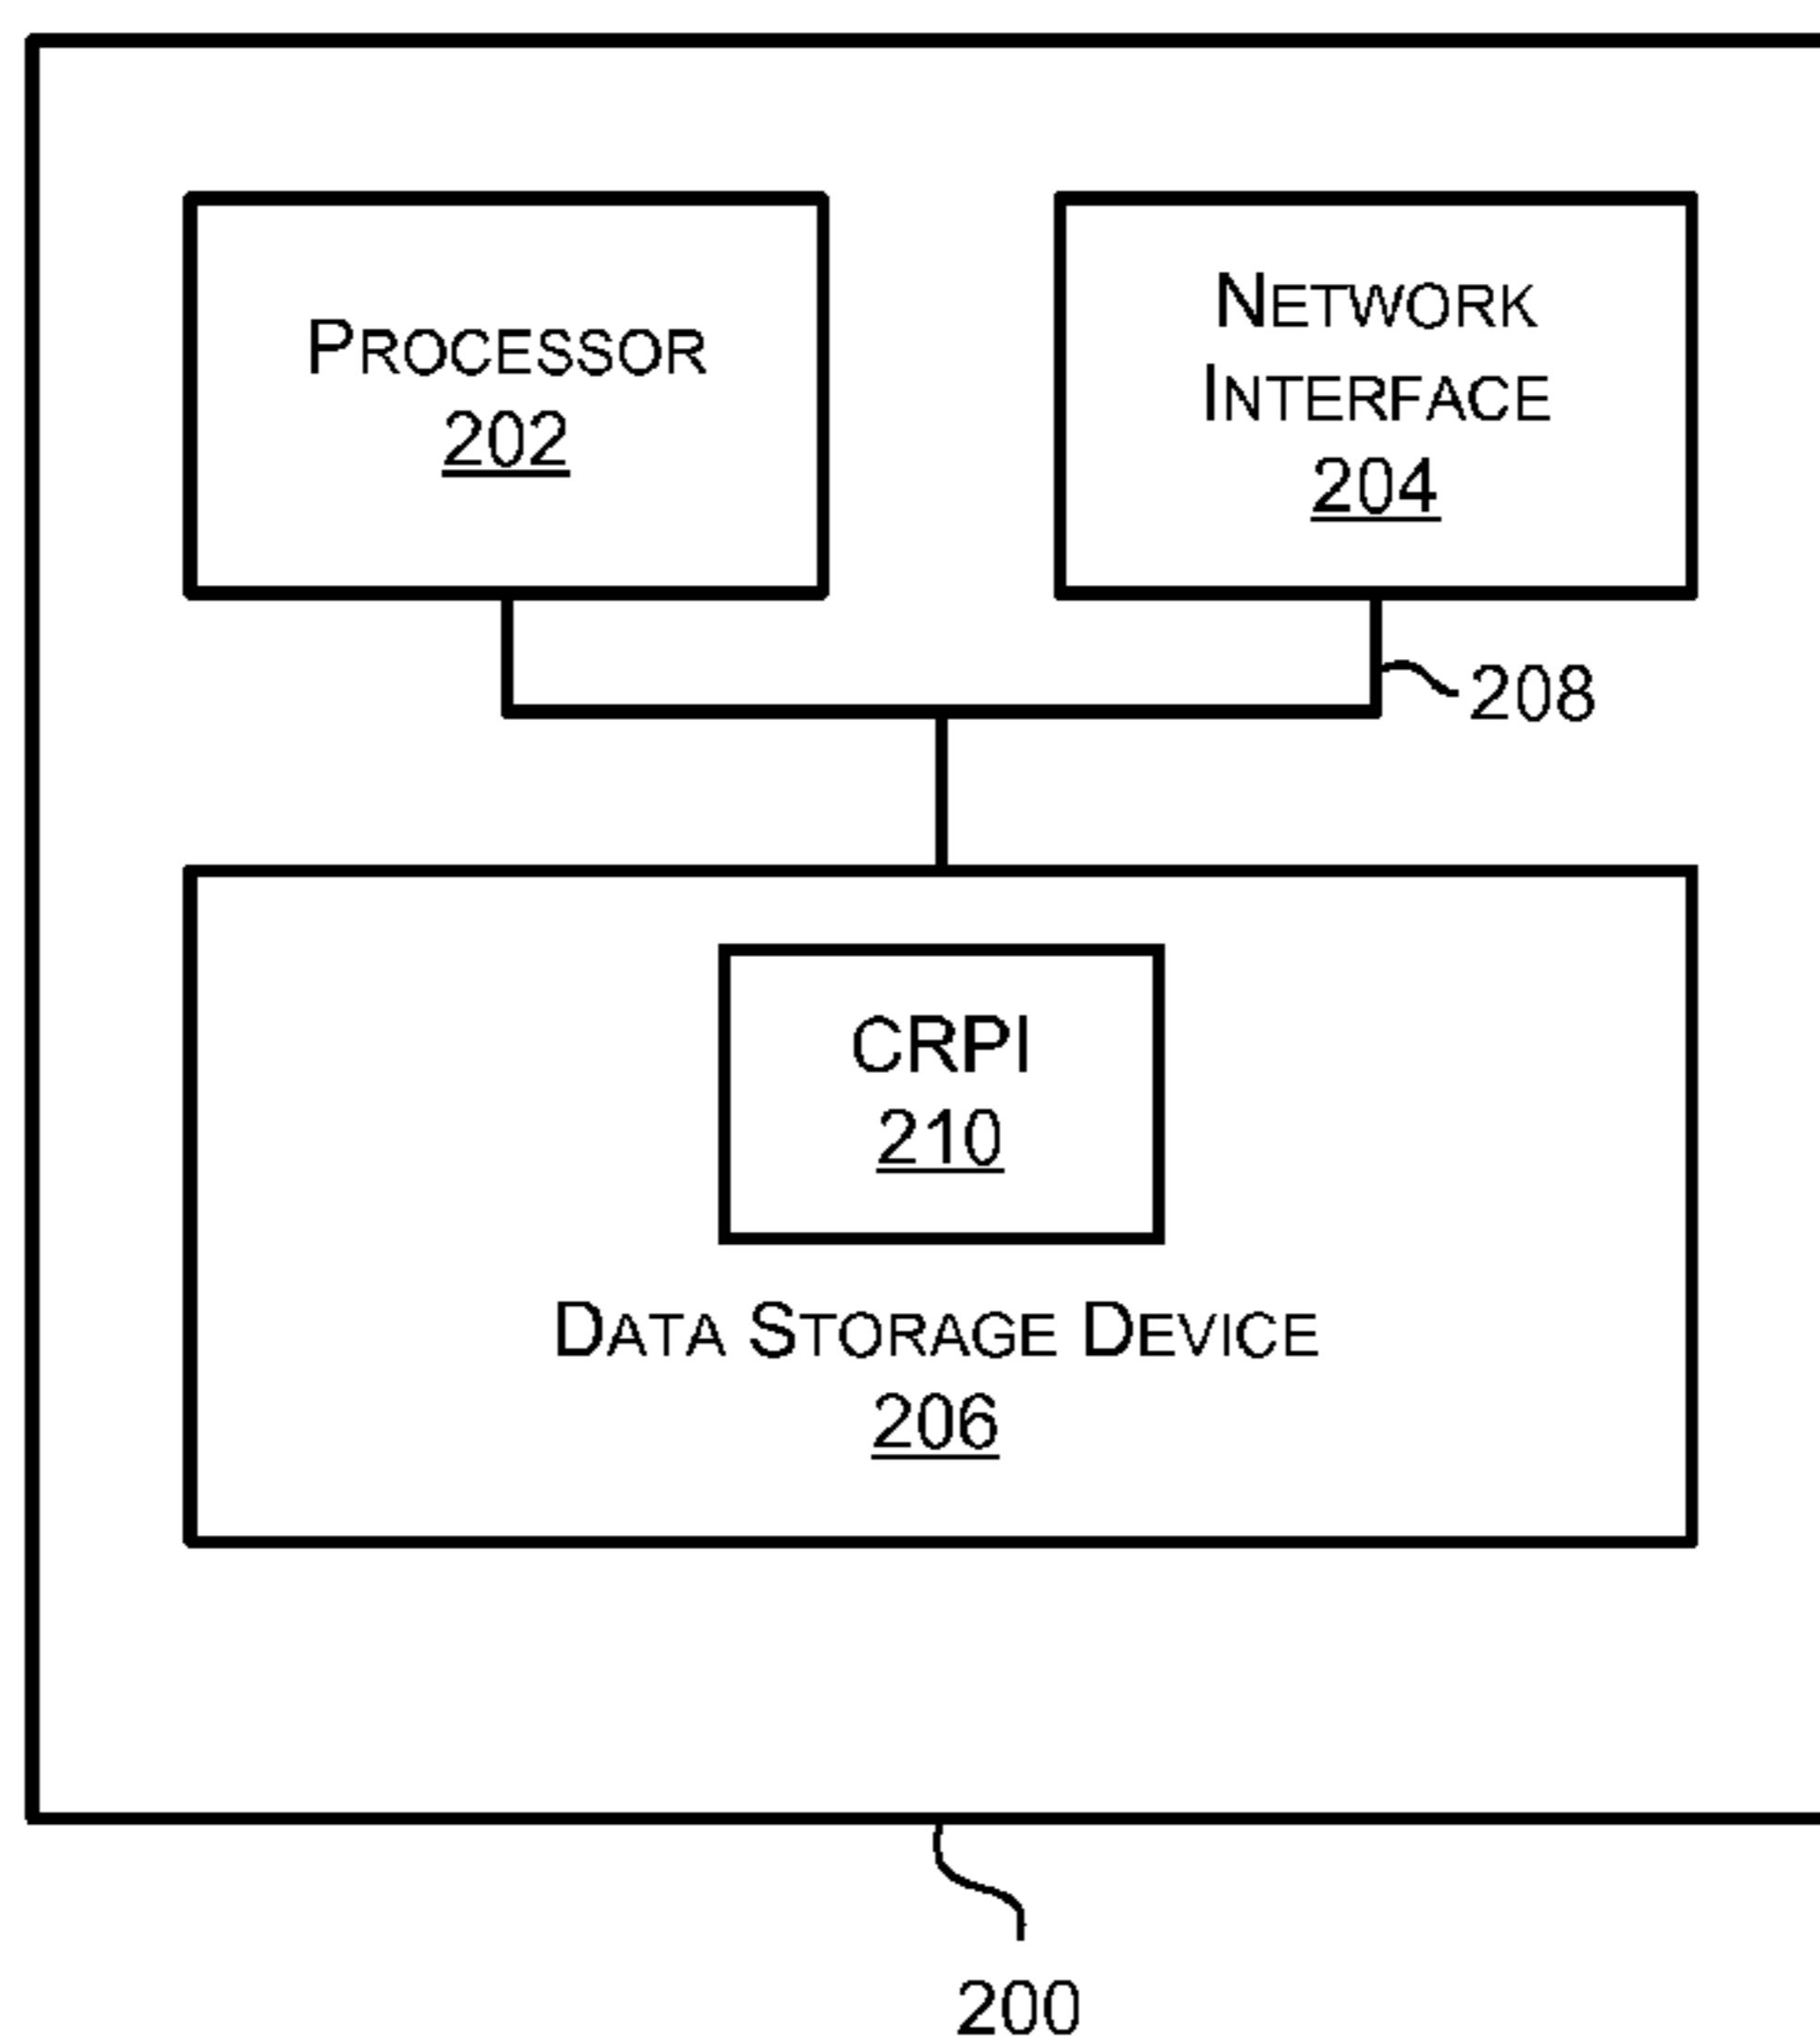 PROCESSOR
202
NETWORK
INTERFACE
204
208
CRPI
210
DATA STORAGE DEVICE
206
200